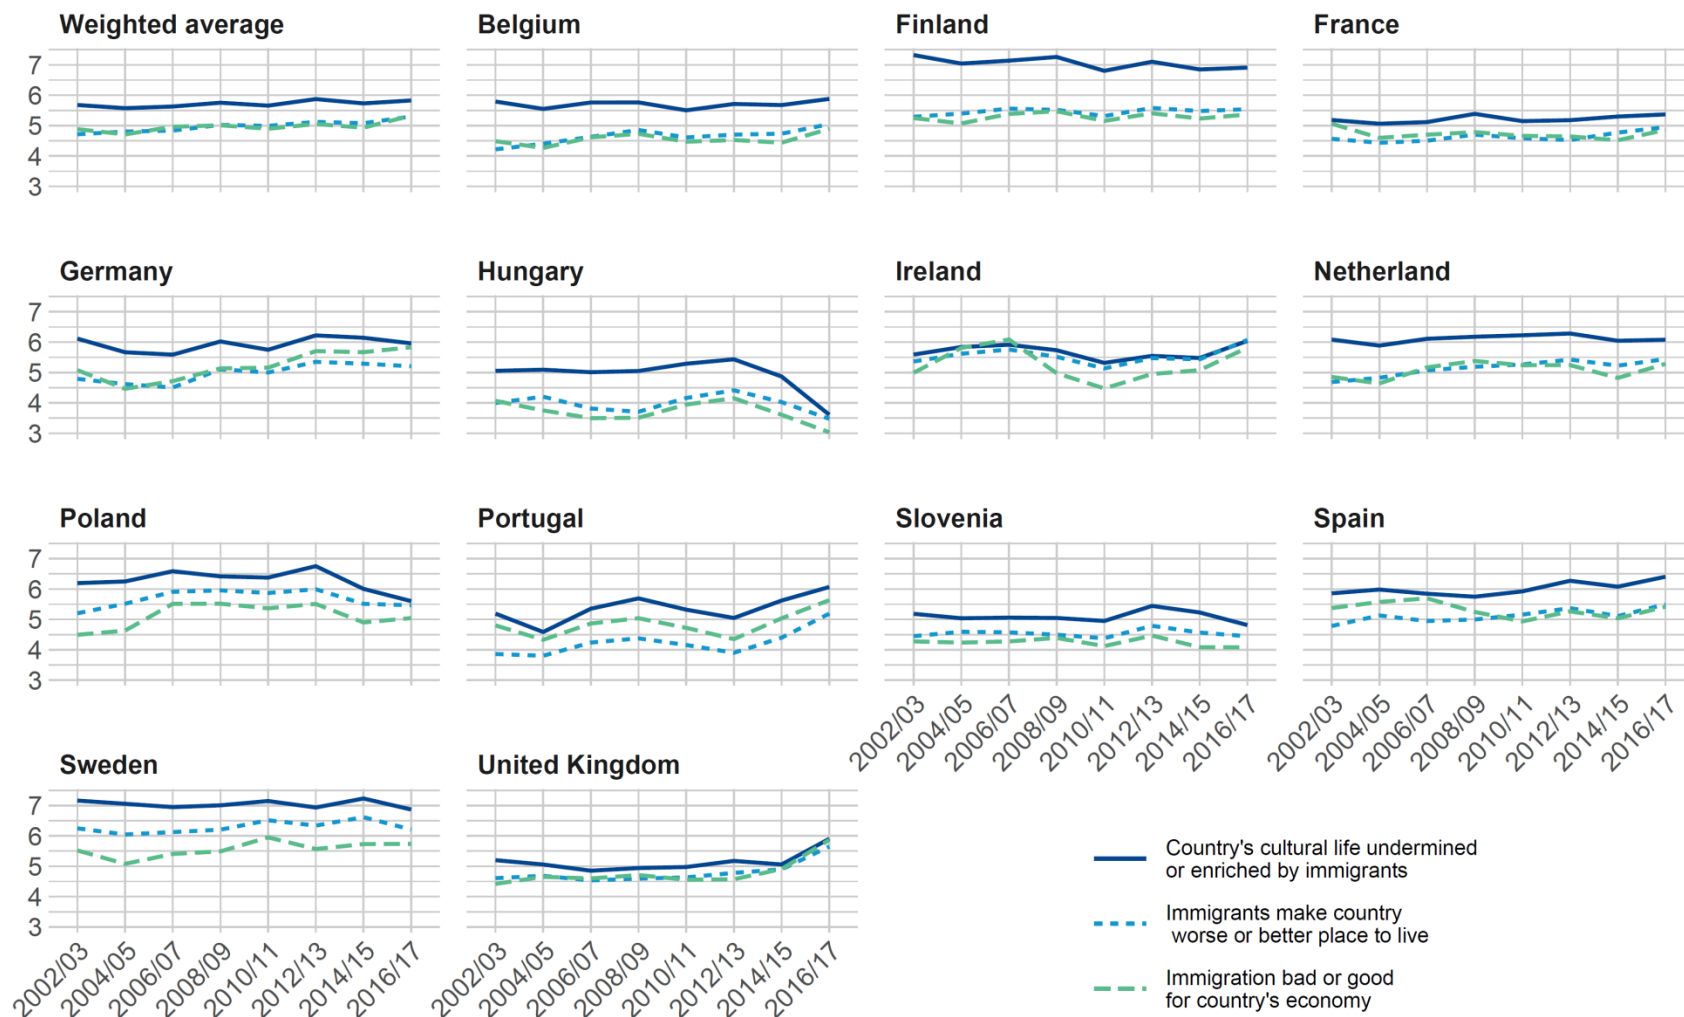 Weighted average
Belgium
Finland
France
7
6
5
4
3
Germany
Hungary
Ireland
Netherland
7
6
5
4
3
Poland
Portugal
Slovenia
Spain
7
6
5
4
3
2002/03
2004/05
2006/07
2008/09
2010/11
2012/13
2014/15
2016/17
2002/03
2004/05
2006/07
2008/09
2010/11
2012/13
2014/15
2016/17
Sweden
United Kingdom
7
6
5
4
3
2002/03
2004/05
2006/07
2008/09
2010/11
2012/13
2014/15
2016/17
2002/03
2004/05
2006/07
2008/09
2010/11
2012/13
2014/15
2016/17
Country's cultural life undermined
or enriched by immigrants
Immigrants make country
worse or better place to live
Immigration bad or good
for country's economy